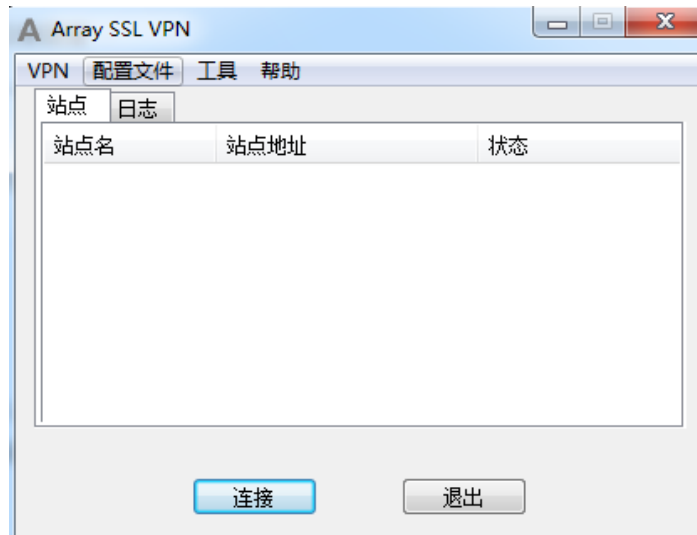 Array SSL VPN
VPN 配置文件 工具 帮助
站点 日志
站点名 站点地址 状态
连接 退出